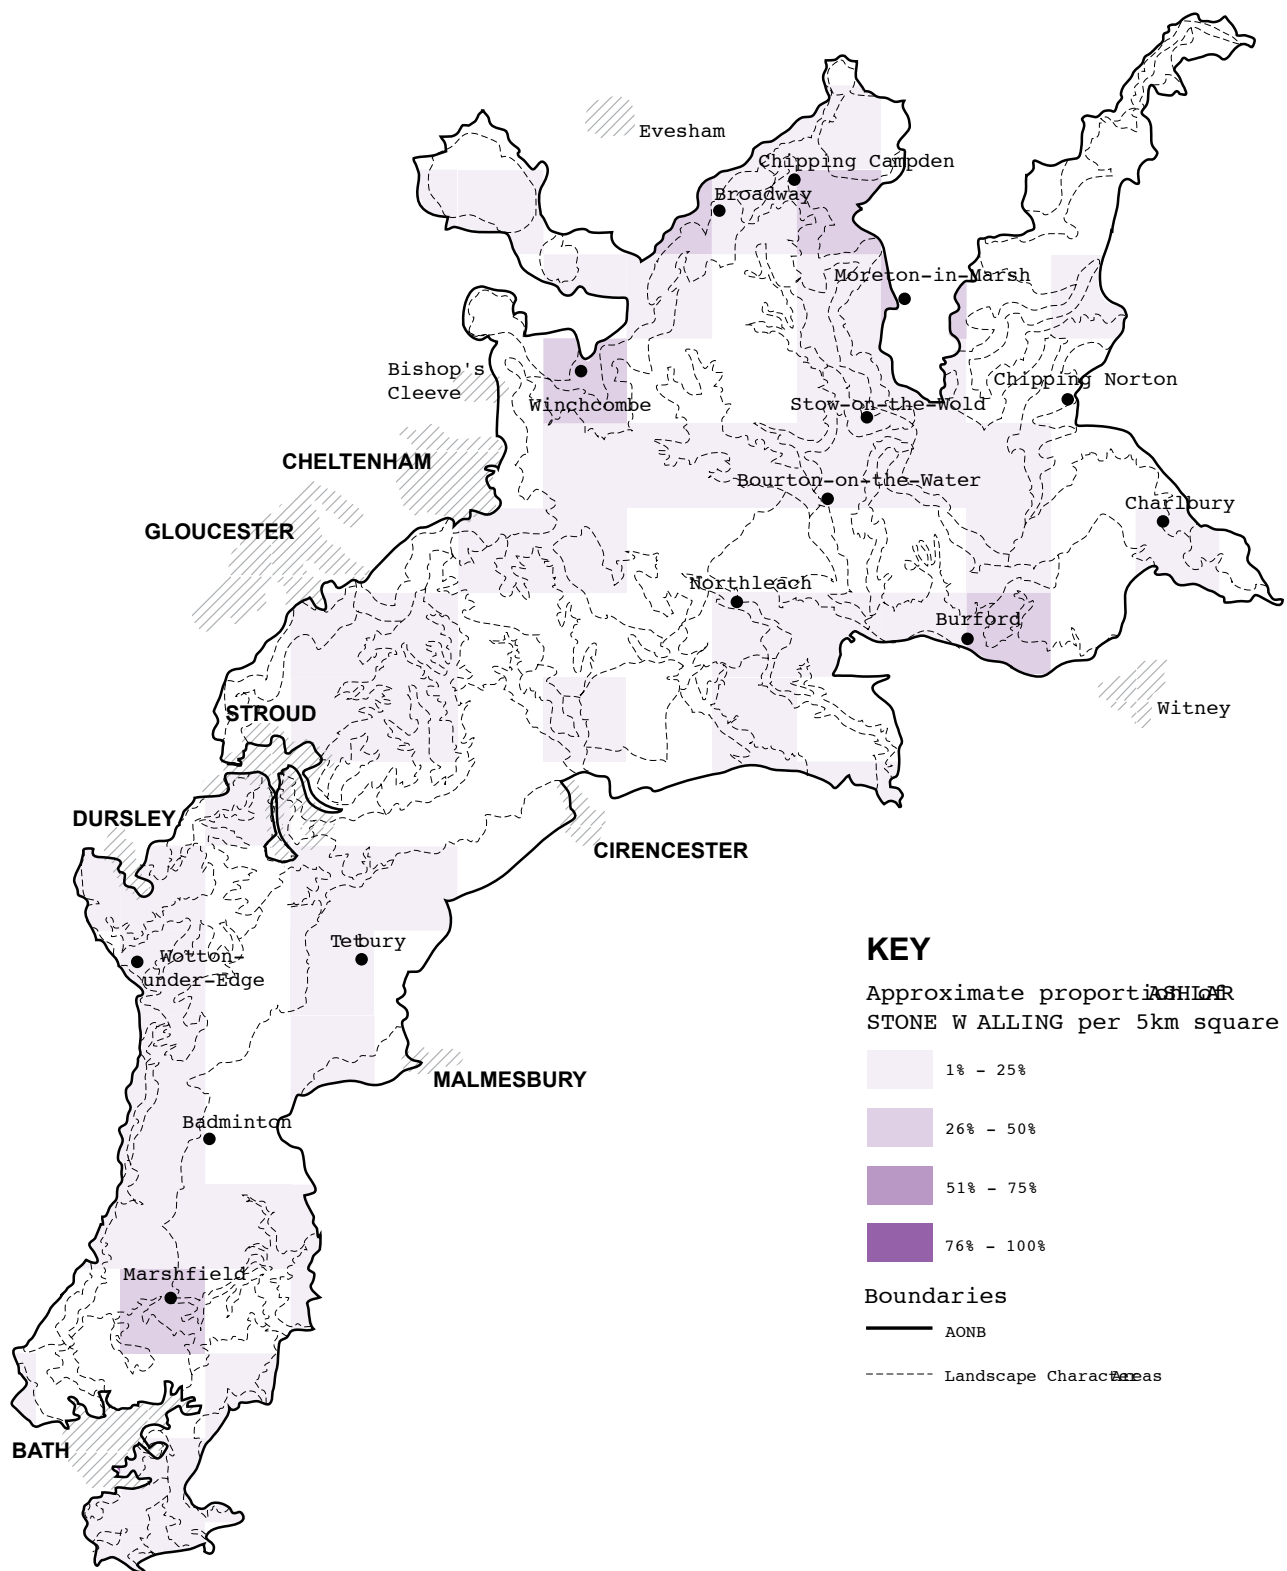 Evesham
Chipping Campden
Broadway
Moreton-in-Marsh
Bishop's
Cleeve
Winchcombe
Chipping Norton
Stow-on-the-Wold
CHELTENHAM
Bourton-on-the-Water
Charlbury
GLOUCESTER
Northleach
Burford
Witney
STROUD
DURSLEY
CIRENCESTER
Tetbury
Wotton-
under-Edge
MALMESBURY
Badminton
Marshfield
BATH
KEY
Approximate proportion of ASHLAR
STONE W ALLING per 5km square
1% - 25%
26% - 50%
51% - 75%
76% - 100%
Boundaries
AONB
Landscape Character Areas